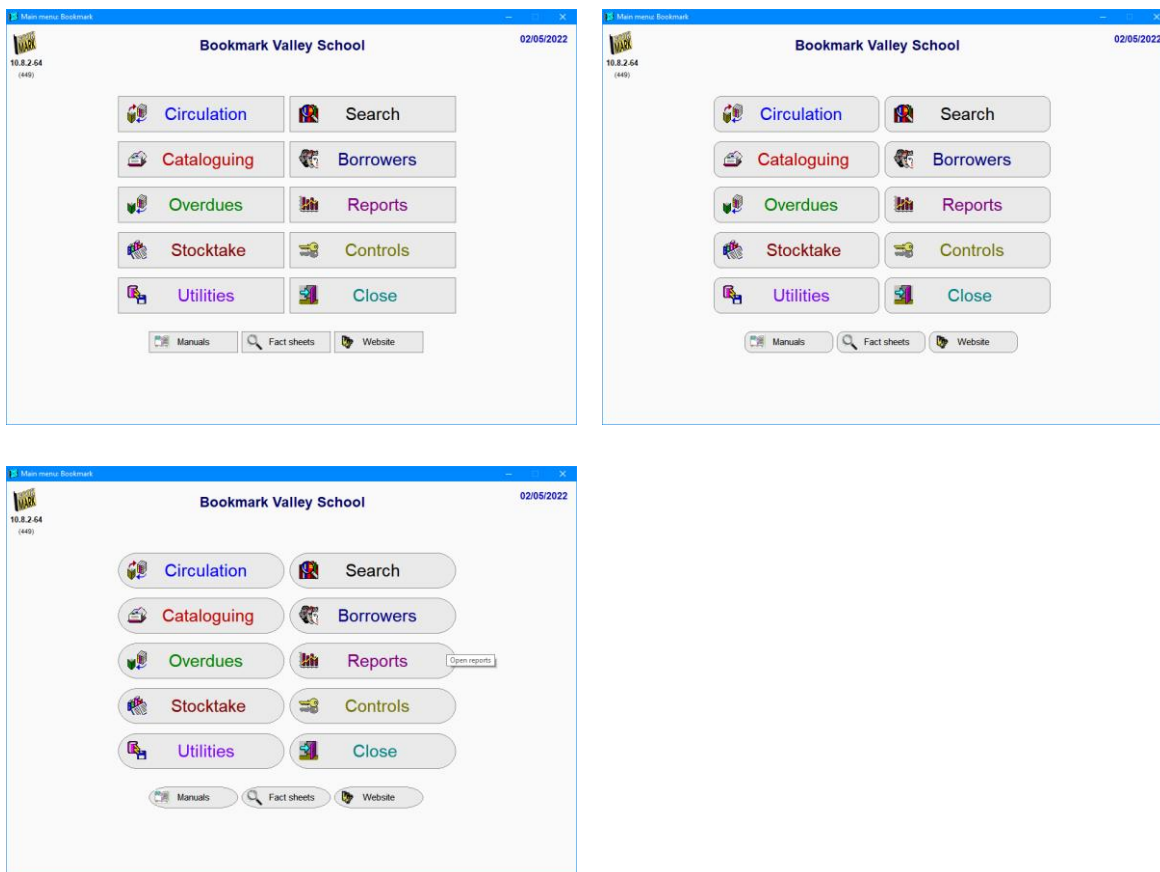 Main menu: Bookmark
MARK
Bookmark Valley School
02/05/2022
10.8.2-64
(449)
Circulation Search
Cataloguing Borrowers
Overdues Reports
Stocktake Controls
Utilities Close
Manuals Fact sheets Website
Main menu: Bookmark
MARK
Bookmark Valley School
02/05/2022
10.8.2-64
(449)
Circulation Search
Cataloguing Borrowers
Overdues Reports
Stocktake Controls
Utilities Close
Manuals Fact sheets Website
Main menu: Bookmark
MARK
Bookmark Valley School
02/05/2022
10.8.2-64
(449)
Circulation Search
Cataloguing Borrowers
Overdues Reports Open reports
Stocktake Controls
Utilities Close
Manuals Fact sheets Website